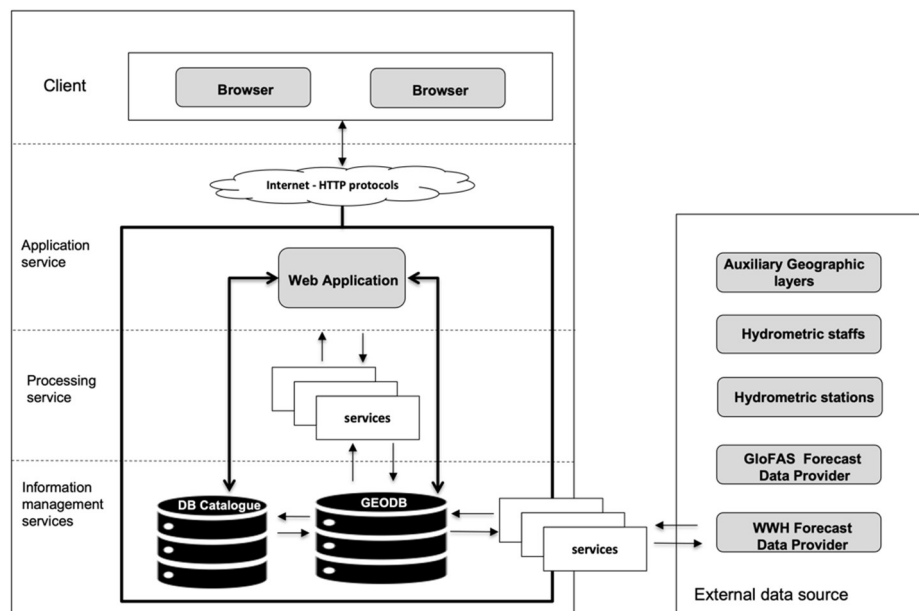 Client
Browser
Browser
Internet - HTTP protocols
Application
service
Web Application
Processing
service
services
Information
management
services
DB Catalogue
GEODB
services
Auxiliary Geographic
layers
Hydrometric staffs
Hydrometric stations
GloFAS Forecast
Data Provider
WWH Forecast
Data Provider
External data source